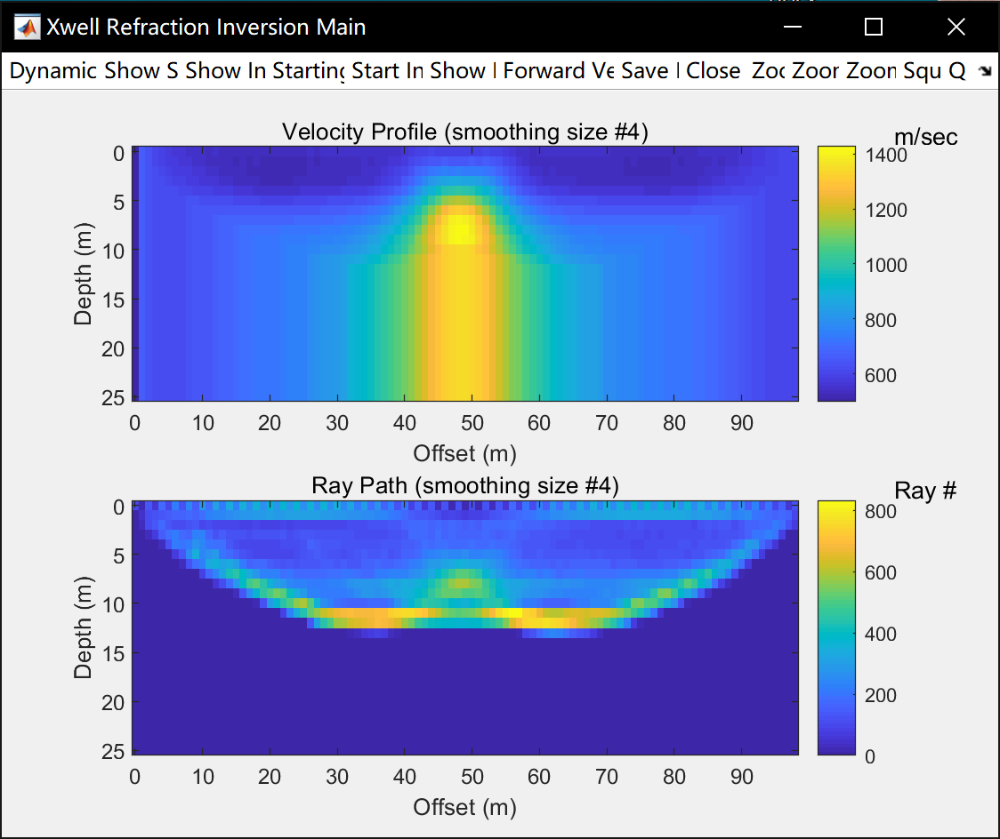 Xwell Refraction Inversion Main
Dynamic Show S Show In Starting Start In Show I Forward Ve Save I Close Zoo Zoor Zoon Squ Q
Velocity Profile (smoothing size #4)
m/sec
0
5
10
15
20
25
Depth (m)
0 10 20 30 40 50 60 70 80 90
Offset (m)
1400
1200
1000
800
600
Ray Path (smoothing size #4)
Ray #
0
5
10
15
20
25
Depth (m)
0 10 20 30 40 50 60 70 80 90
Offset (m)
800
600
400
200
0